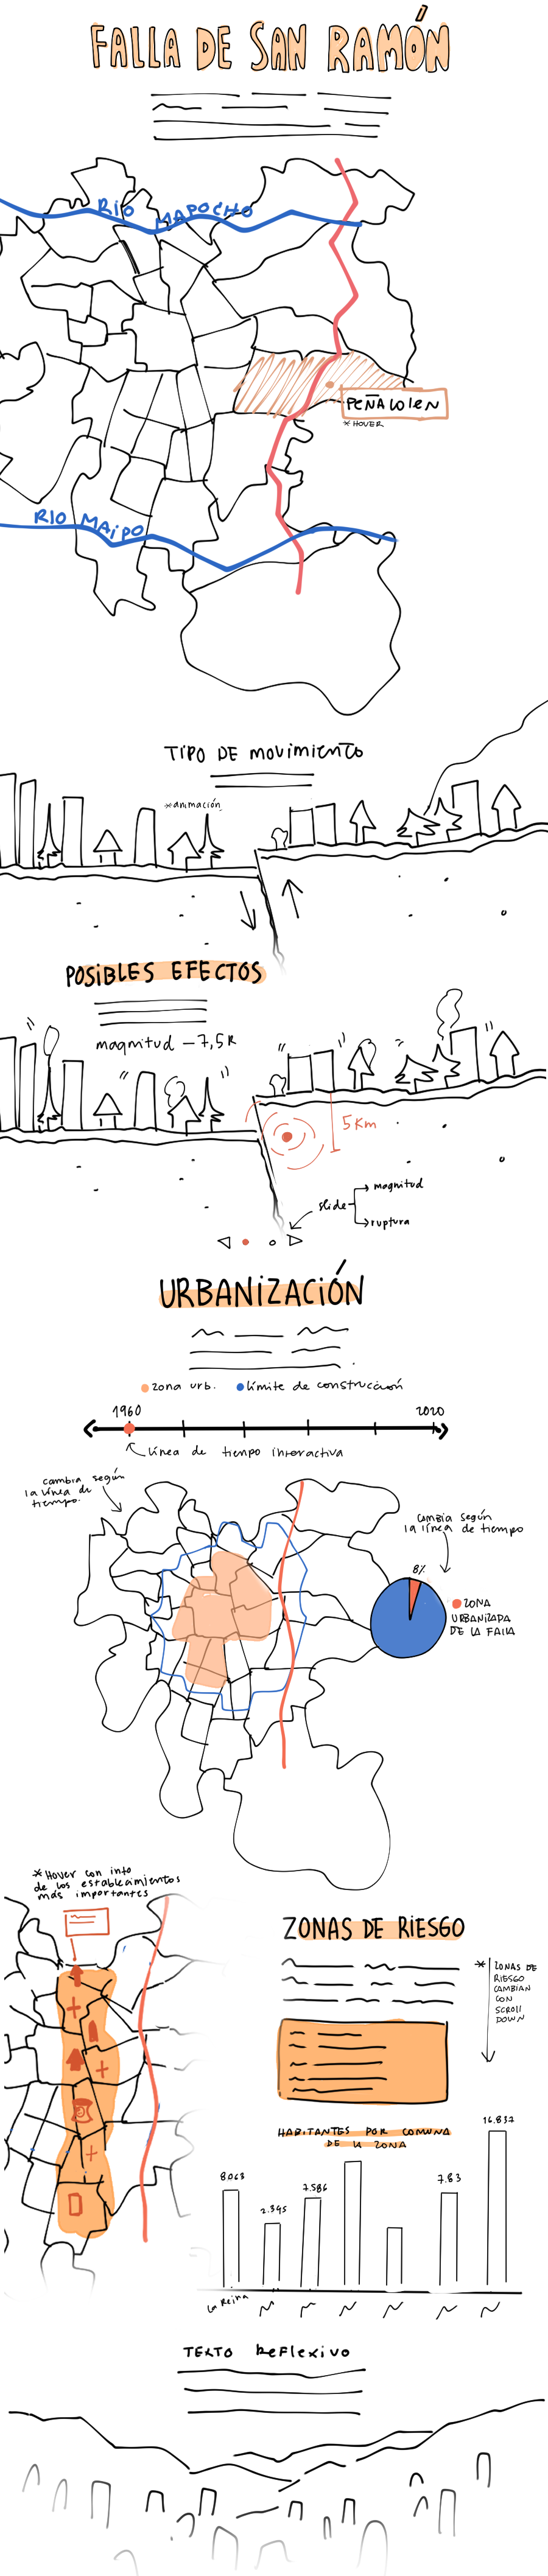 FALLA DE SAN RAMÓN
RÍO MAPOCHO
PEÑALOLEN
* HOVER
RIO MAIPO
TIPO DE MOVIMIENTO
*animación
POSIBLES EFECTOS
magnitud – 7,5R
5 Km
slide
magnitud
ruptura
URBANIZACIÓN
zona urb.
límite de construcción
1960
2020
línea de tiempo interactiva
cambia según
la línea de
tiempo.
Cambia según
la línea de tiempo
8%
ZONA
URBANIZADA
DE LA FALLA
* Hover con info
de los establecimientos
más importantes
ZONAS DE RIESGO
* ZONAS DE
RIESGO
CAMBIAN
CON
SCROLL
DOWN
HABITANTES POR COMUNA
DE LA ZONA
8063
2.345
7.586
7.83
16.832
La Reina
TEXTO REFLEXIVO